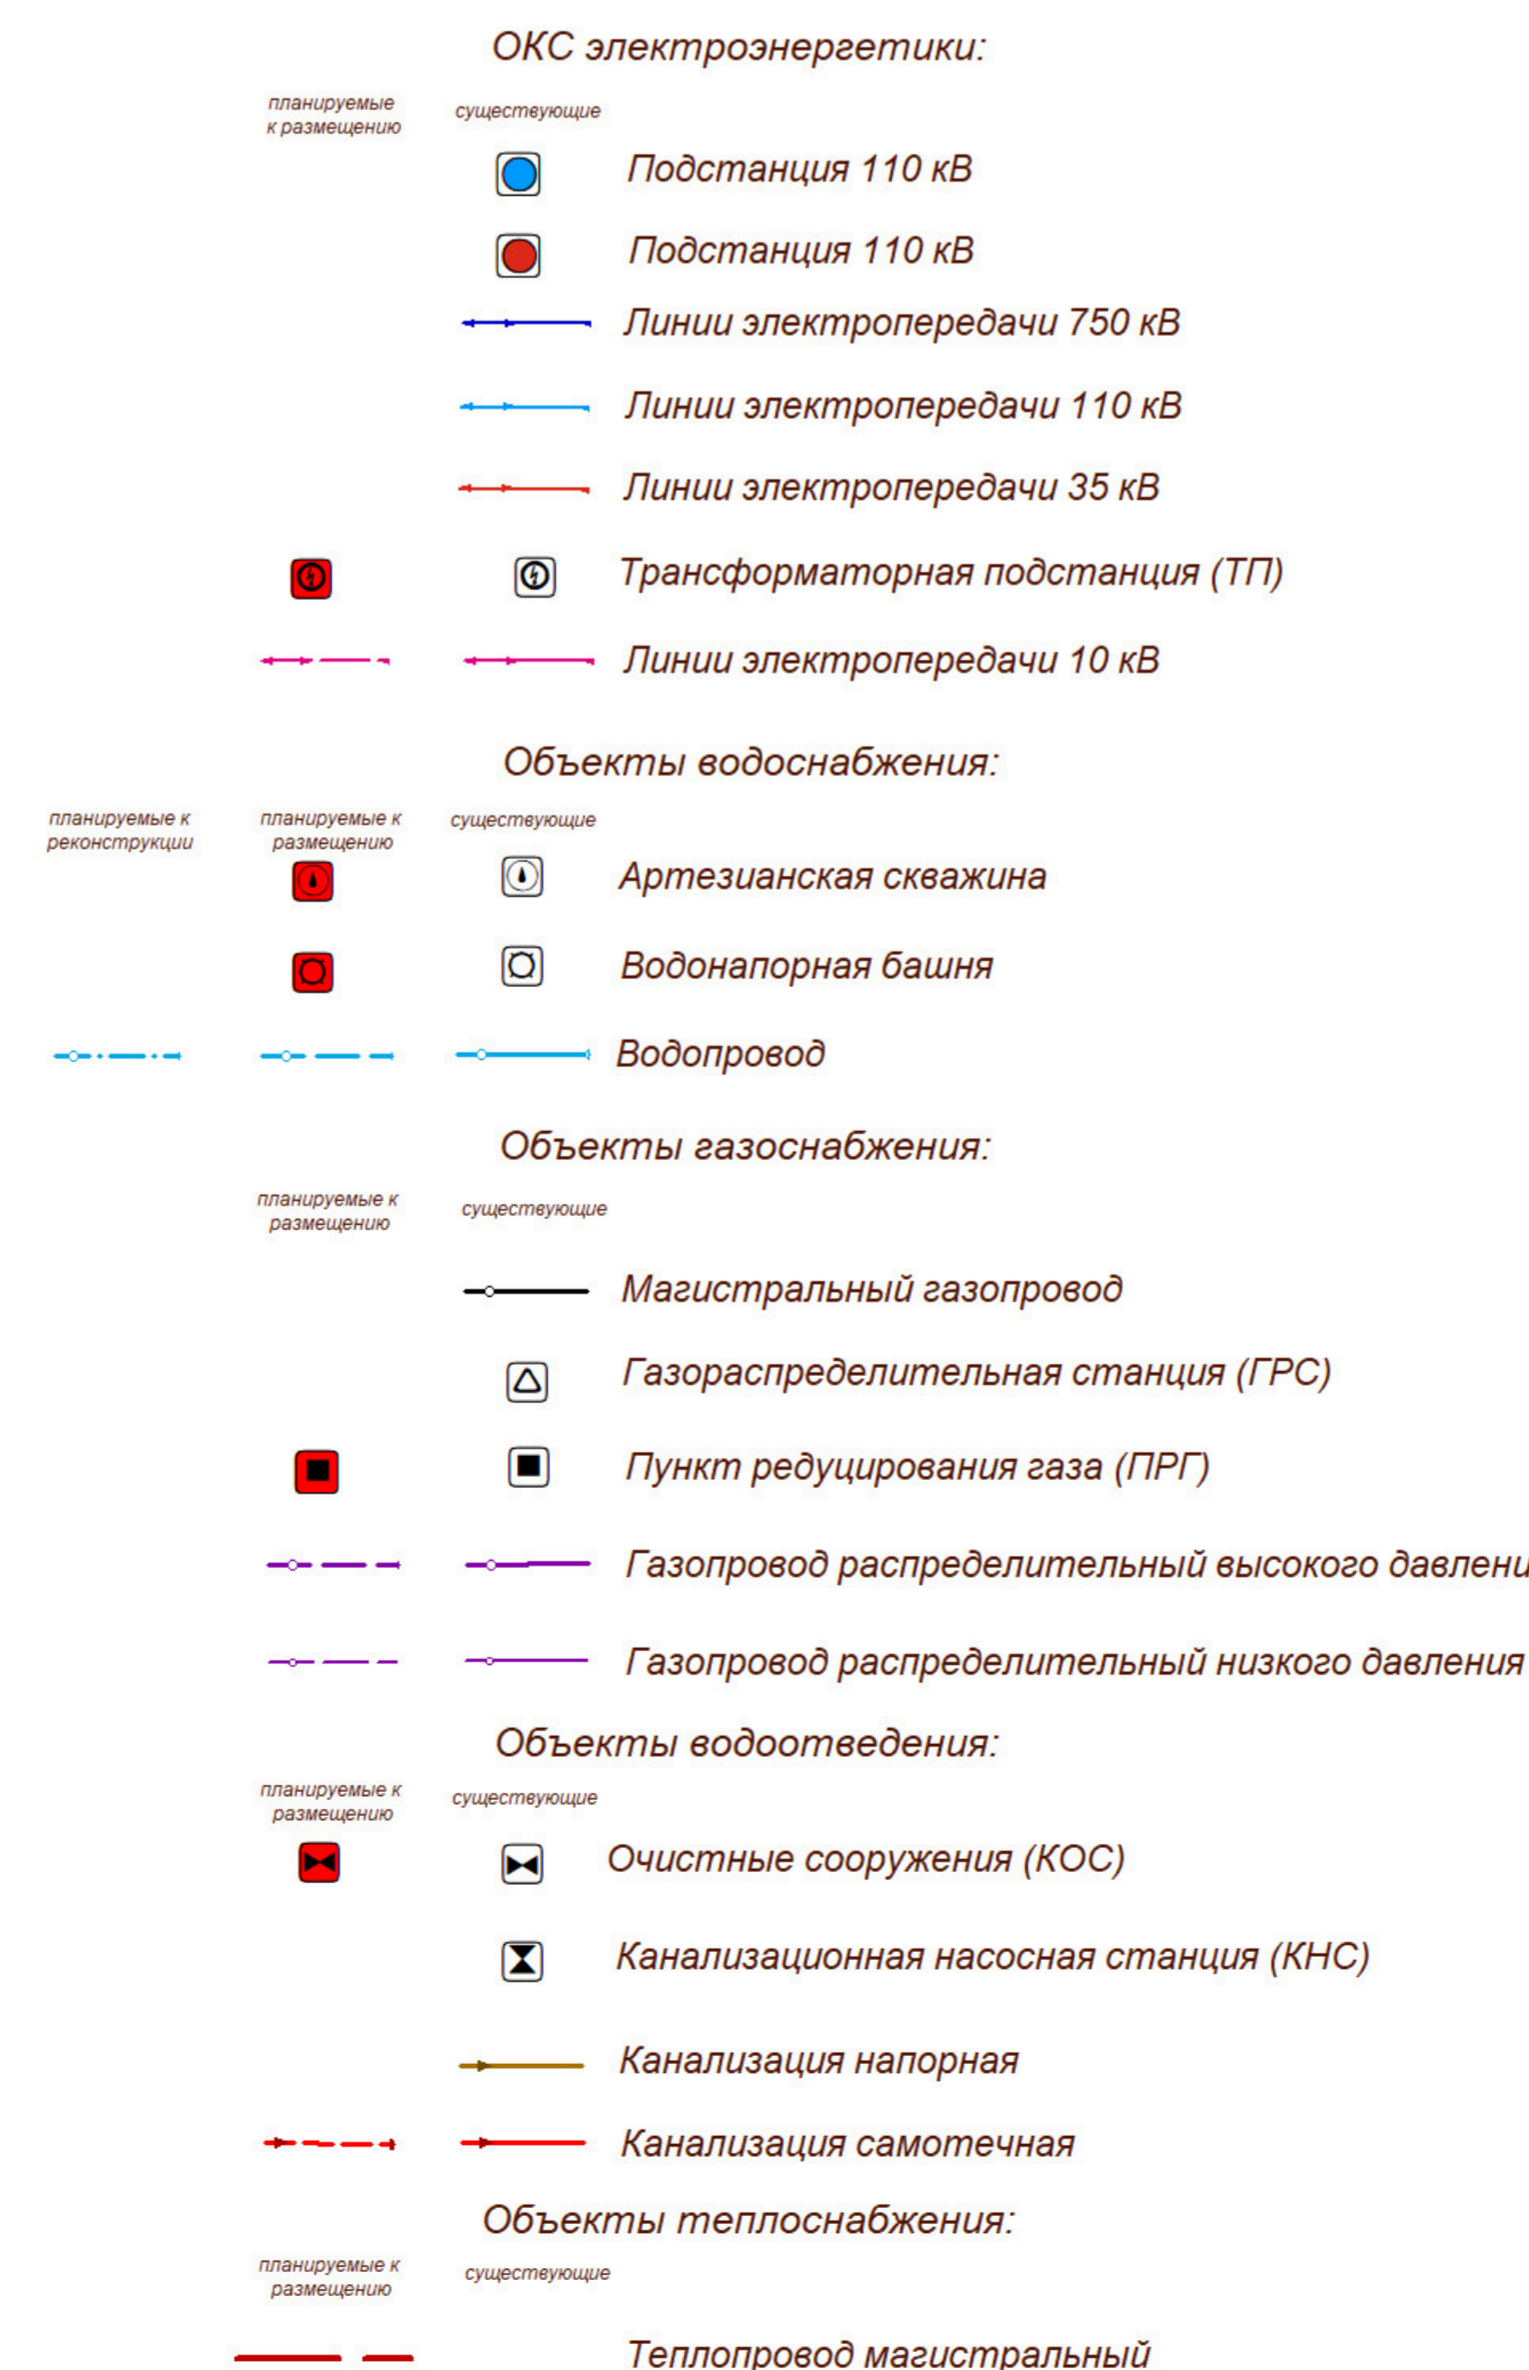 ОКС электроэнергетики:
планируемые
к размещению
существующие
Подстанция 110 кВ
Подстанция 110 кВ
Линии электропередачи 750 кВ
Линии электропередачи 110 кВ
Линии электропередачи 35 кВ
Трансформаторная подстанция (ТП)
Линии электропередачи 10 кВ
Объекты водоснабжения:
планируемые к
реконструкции
планируемые к
размещению
существующие
Артезианская скважина
Водонапорная башня
Водопровод
Объекты газоснабжения:
планируемые к
размещению
существующие
Магистральный газопровод
Газораспределительная станция (ГРС)
Пункт редуцирования газа (ПРГ)
Газопровод распределительный высокого давлени
Газопровод распределительный низкого давления
Объекты водоотведения:
планируемые к
размещению
существующие
Очистные сооружения (КОС)
Канализационная насосная станция (КНС)
Канализация напорная
Канализация самотечная
Объекты теплоснабжения:
планируемые к
размещению
существующие
Теплопровод магистральный